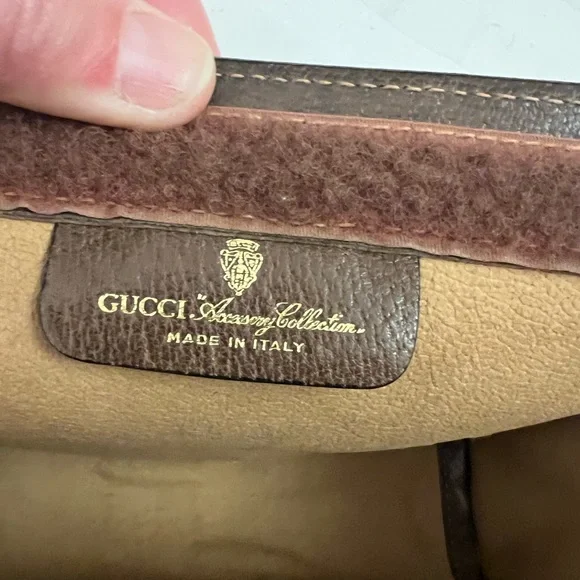 GUCCI "Accessory Collection"
MADE IN ITALY